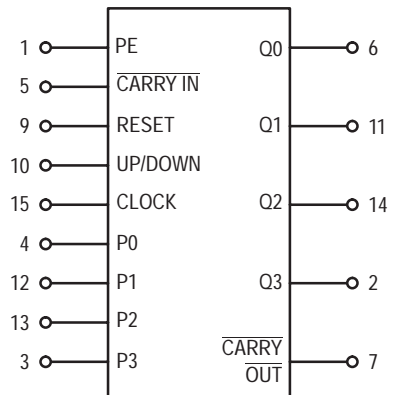 1 PE Q0 6
5 CARRY IN
9 RESET Q1 11
10 UP/DOWN
15 CLOCK Q2 14
4 P0
12 P1 Q3 2
13 P2
3 P3 CARRY OUT 7